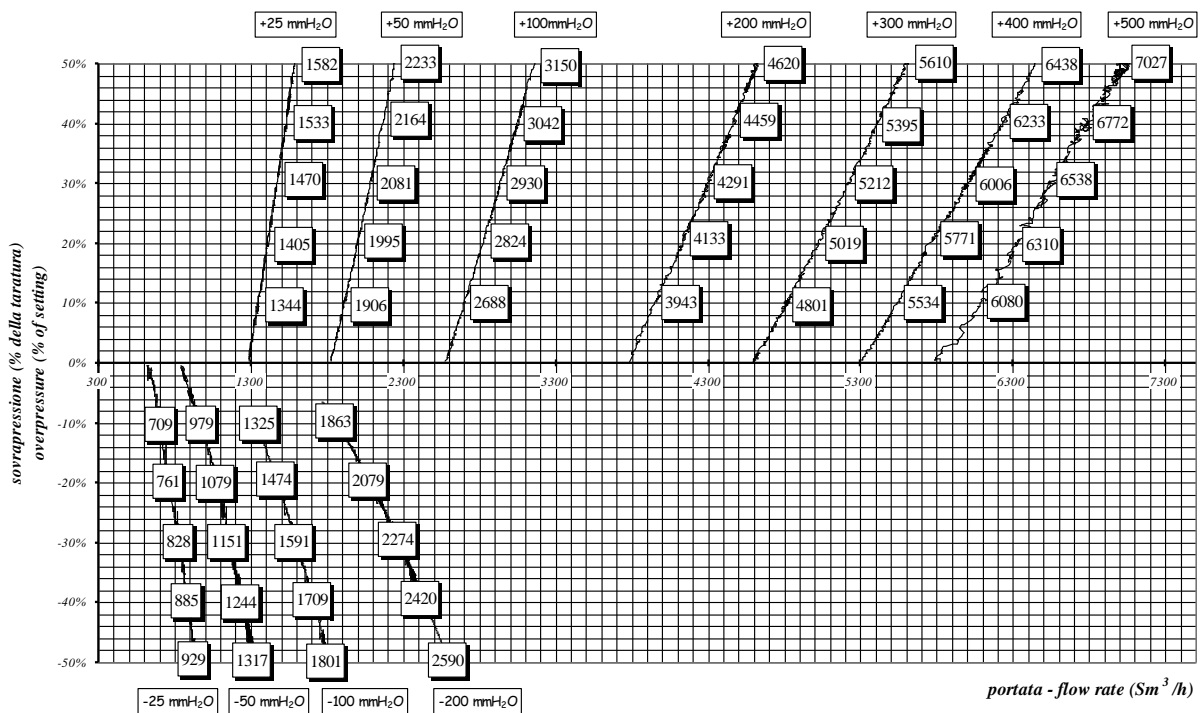 +25 mmH2O +50 mmH2O +100mmH2O +200 mmH2O +300 mmH2O +400 mmH2O +500 mmH2O
50% 1582 2233 3150 4620 5610 6438 7027
40% 1533 2164 3042 4459 5395 6233 6772
30% 1470 2081 2930 4291 5212 6006 6538
20% 1405 1995 2824 4133 5019 5771 6310
10% 1344 1906 2688 3943 4801 5534 6080
0%
300 1300 2300 3300 4300 5300 6300 7300
-10% 709 979 1325 1863
-20% 761 1079 1474 2079
-30% 828 1151 1591 2274
-40% 885 1244 1709 2420
-50% 929 1317 1801 2590
-25 mmH2O -50 mmH2O -100 mmH2O -200 mmH2O
sovrapressione (% della taratura)
overpressure (% of setting)
portata - flow rate (Sm³/h)